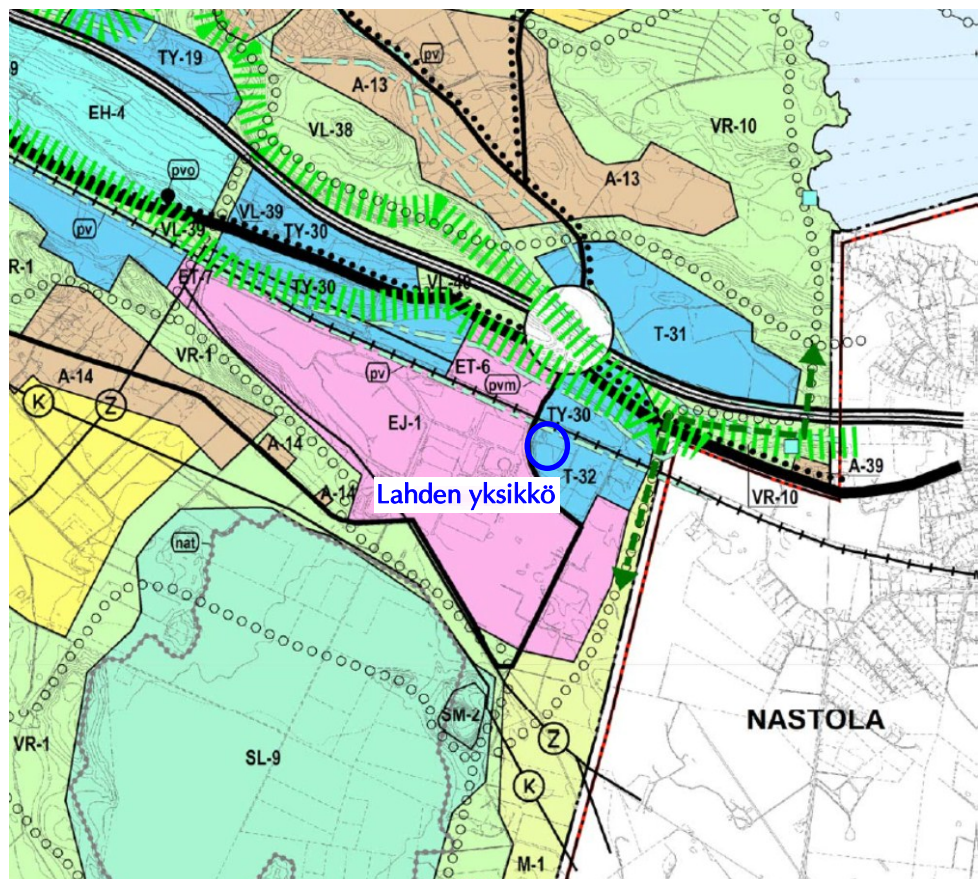 TY-19
pv
A-13
9
EH-4
VL-38
VR-10
A-13
pvo
VL-39
VL-39
TY-30
pv
R-1
ET-7
TY-30
VL-40
T-31
VR-1
pv
ET-6
pvm
A-14
K
Z
EJ-1
TY-30
A-14
T-32
A-39
A-14
Lahden yksikkö
VR-10
nat
SM-2
NASTOLA
VR-1
SL-9
Z
K
M-1